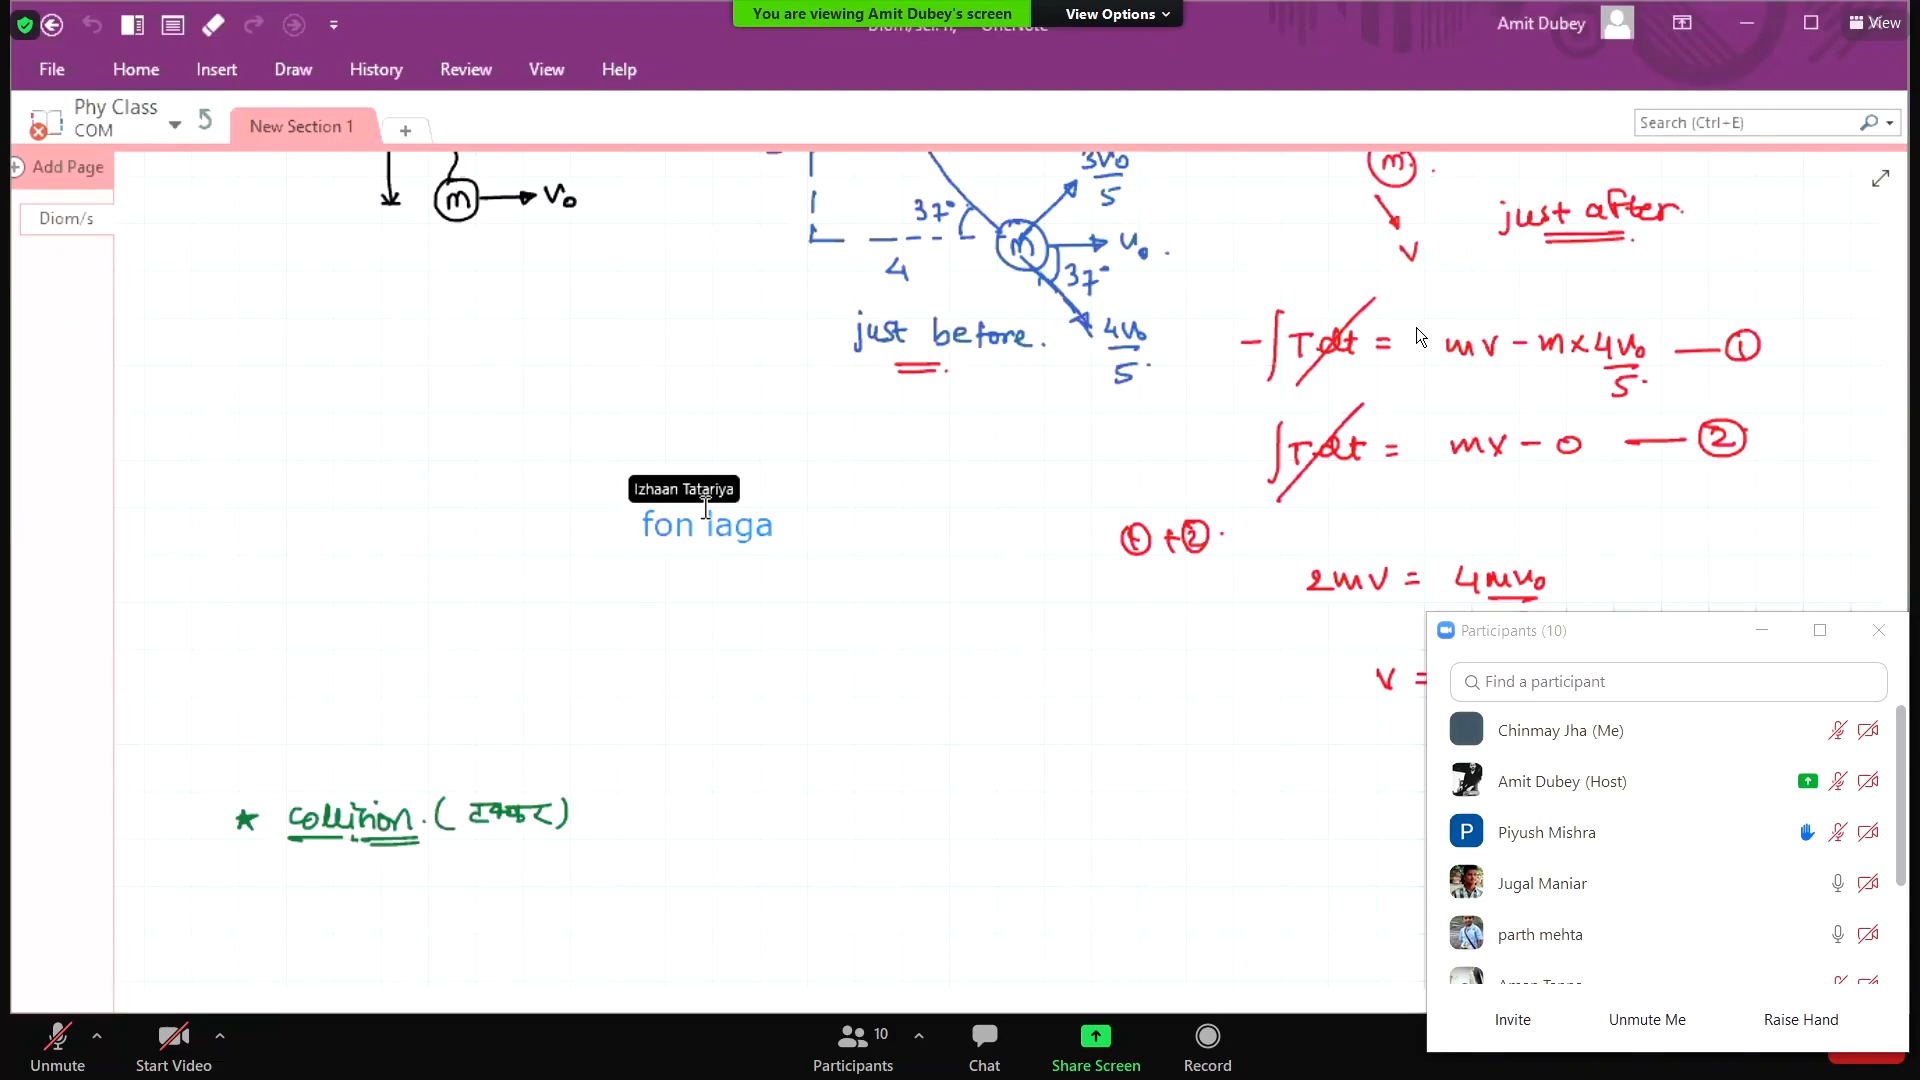 You are viewing Amit Dubey's screen
View Options
Amit Dubey
View
File Home Insert Draw History Review View Help
Phy Class
COM
New Section 1
Search (Ctrl+E)
Add Page
Diom/s
m
V₀
3V₀
5
37°
m
4
u₀ .
37°
just before.
4V₀
5.
m
V
just after.
-∫Tdt = mv - m×4v₀ — ①
5.
∫Tdt = mv - 0 — ②
Izhaan Tatariya
fon laga
① + ②.
2mv = 4mv₀
V =
★ collision. (टक्कर)
Participants (10)
Find a participant
Chinmay Jha (Me)
Amit Dubey (Host)
P Piyush Mishra
Jugal Maniar
parth mehta
Invite Unmute Me Raise Hand
Unmute
Start Video
Participants 10
Chat
Share Screen
Record